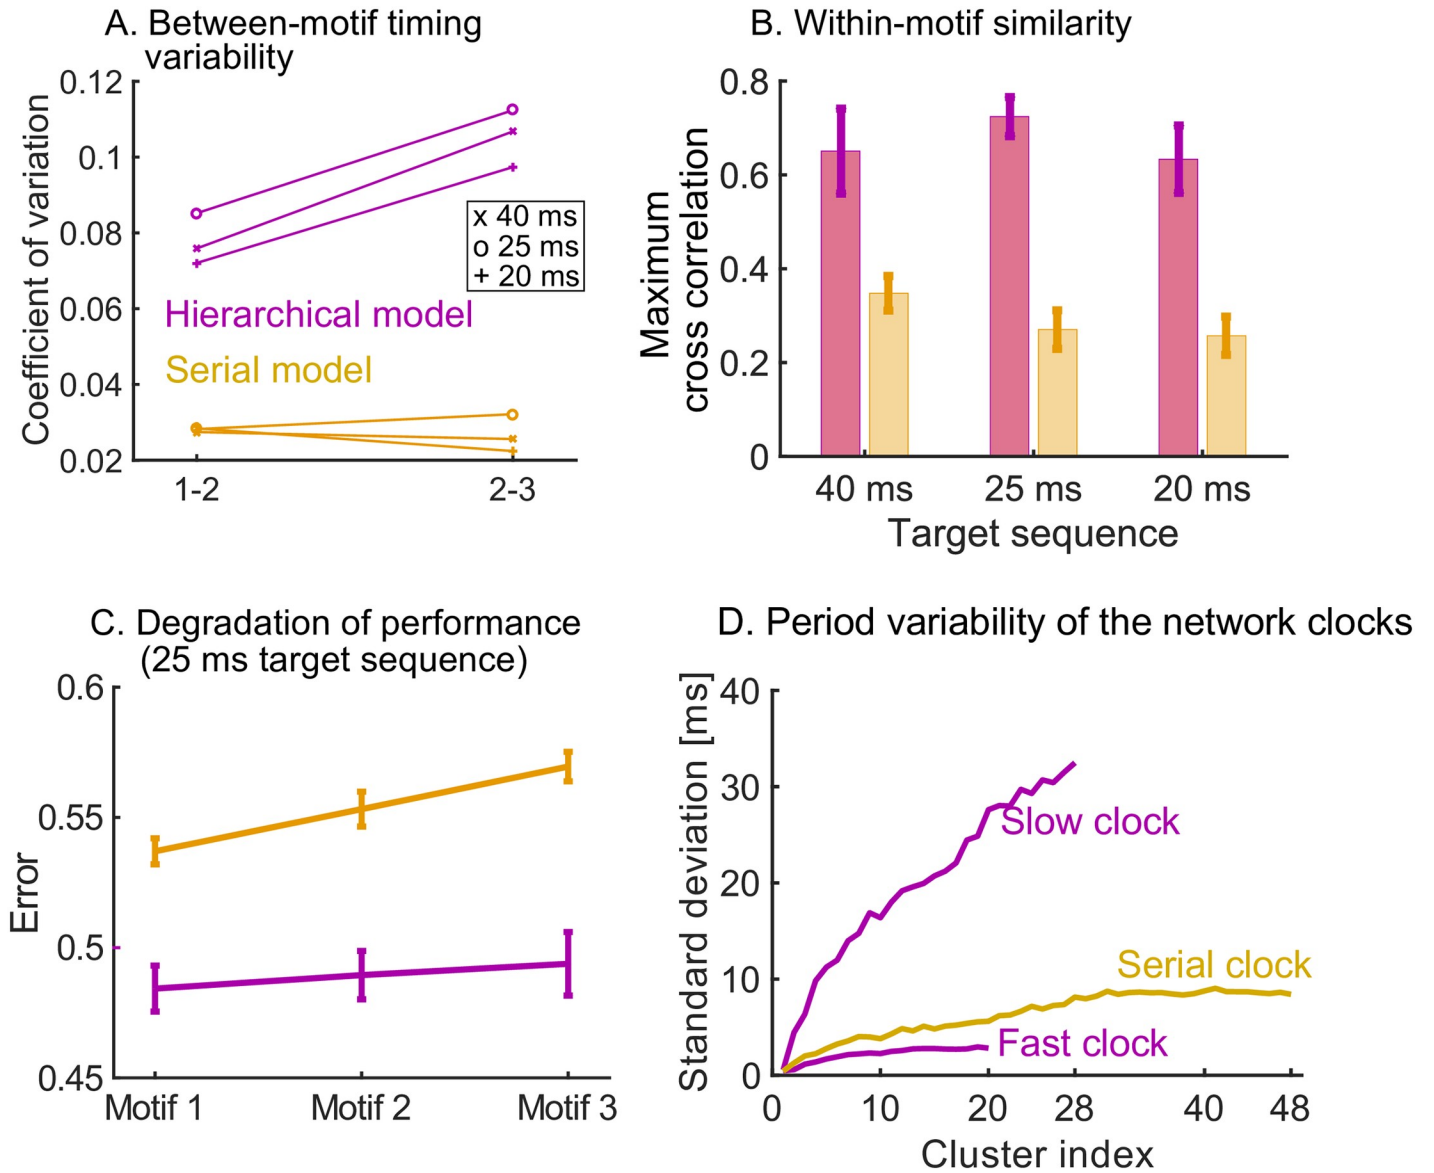 A. Between-motif timing
variability
0.12
0.1
0.08
0.06
0.04
0.02
Coefficient of variation
x 40 ms
o 25 ms
+ 20 ms
Hierarchical model
Serial model
1-2
2-3
B. Within-motif similarity
0.8
0.6
0.4
0.2
0
Maximum
cross correlation
40 ms
25 ms
20 ms
Target sequence
C. Degradation of performance
(25 ms target sequence)
0.6
0.55
0.5
0.45
Error
Motif 1
Motif 2
Motif 3
D. Period variability of the network clocks
40
30
20
10
0
Standard deviation [ms]
Slow clock
Serial clock
Fast clock
0
10
20
28
40
48
Cluster index